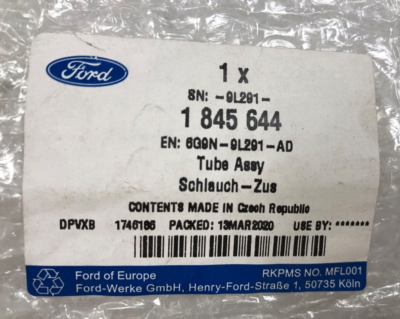 Ford
1 x
SN: -9L291-
1 845 644
EN: 6G9N-9L291-AD
Tube Assy
Schlauch-Zus
CONTENTS MADE IN Czech Republic
DPVXB 1746186 PACKED: 13MAR2020 USE BY: *******
Ford of Europe RKPMS NO. MFL001
Ford-Werke GmbH, Henry-Ford-Straße 1, 50735 Köln